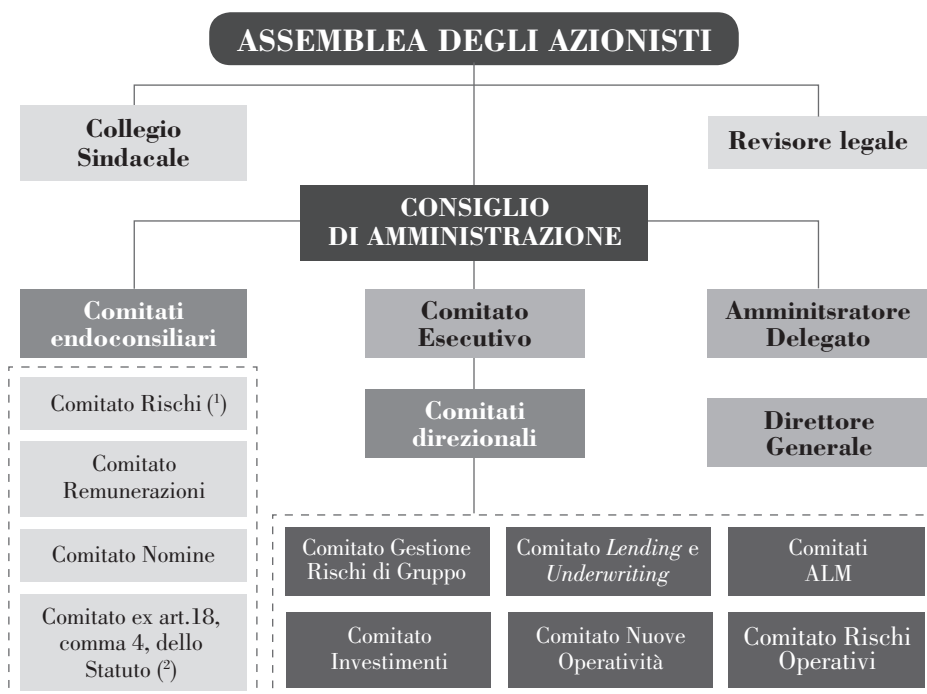 ASSEMBLEA DEGLI AZIONISTI
Collegio
Sindacale
Revisore legale
CONSIGLIO
DI AMMINISTRAZIONE
Comitati
endoconsiliari
Comitato
Esecutivo
Amminitsratore
Delegato
Comitato Rischi (¹)
Comitato
Remunerazioni
Comitato Nomine
Comitato ex art.18,
comma 4, dello
Statuto (²)
Comitati
direzionali
Direttore
Generale
Comitato Gestione
Rischi di Gruppo
Comitato Lending e
Underwriting
Comitati
ALM
Comitato
Investimenti
Comitato Nuove
Operatività
Comitato Rischi
Operativi